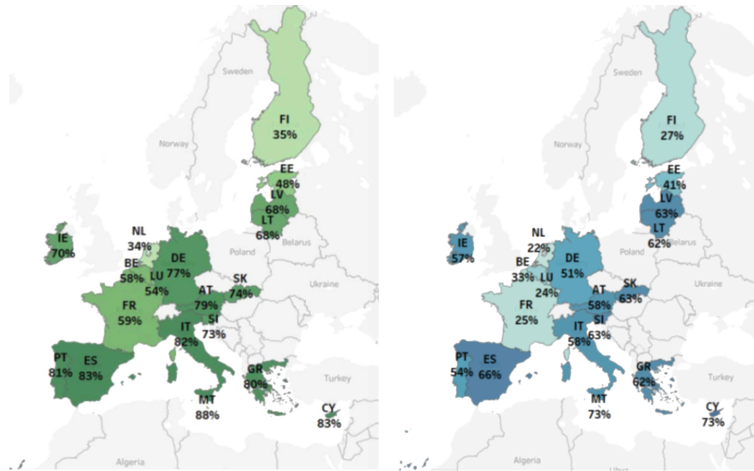 Sweden
FI
35%
Norway
EE
48%
LV
68%
LT
68%
Belarus
IE
70%
NL
34%
BE
58%
LU
54%
DE
77%
Poland
SK
74%
Ukraine
AT
79%
FR
59%
SI
73%
IT
82%
PT
81%
ES
83%
GR
80%
Turkey
MT
88%
CY
83%
Algeria
Sweden
FI
27%
Norway
EE
41%
LV
63%
LT
62%
Belarus
IE
57%
NL
22%
BE
33%
LU
24%
DE
51%
Poland
SK
63%
Ukraine
AT
58%
FR
25%
SI
63%
IT
58%
PT
54%
ES
66%
GR
62%
Turkey
MT
73%
CY
73%
Algeria